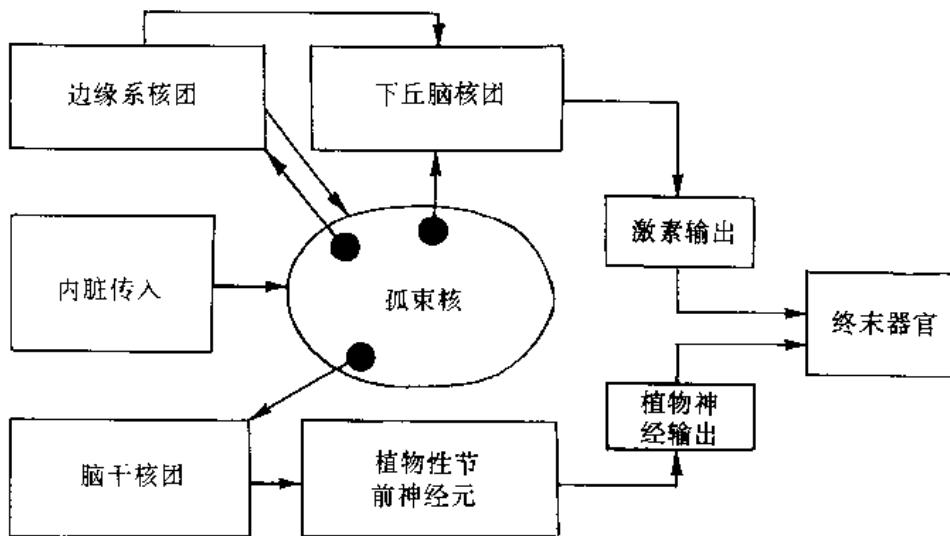 边缘系核团
下丘脑核团
激素输出
内脏传入
孤束核
终末器官
植物神
经输出
脑干核团
植物性节
前神经元